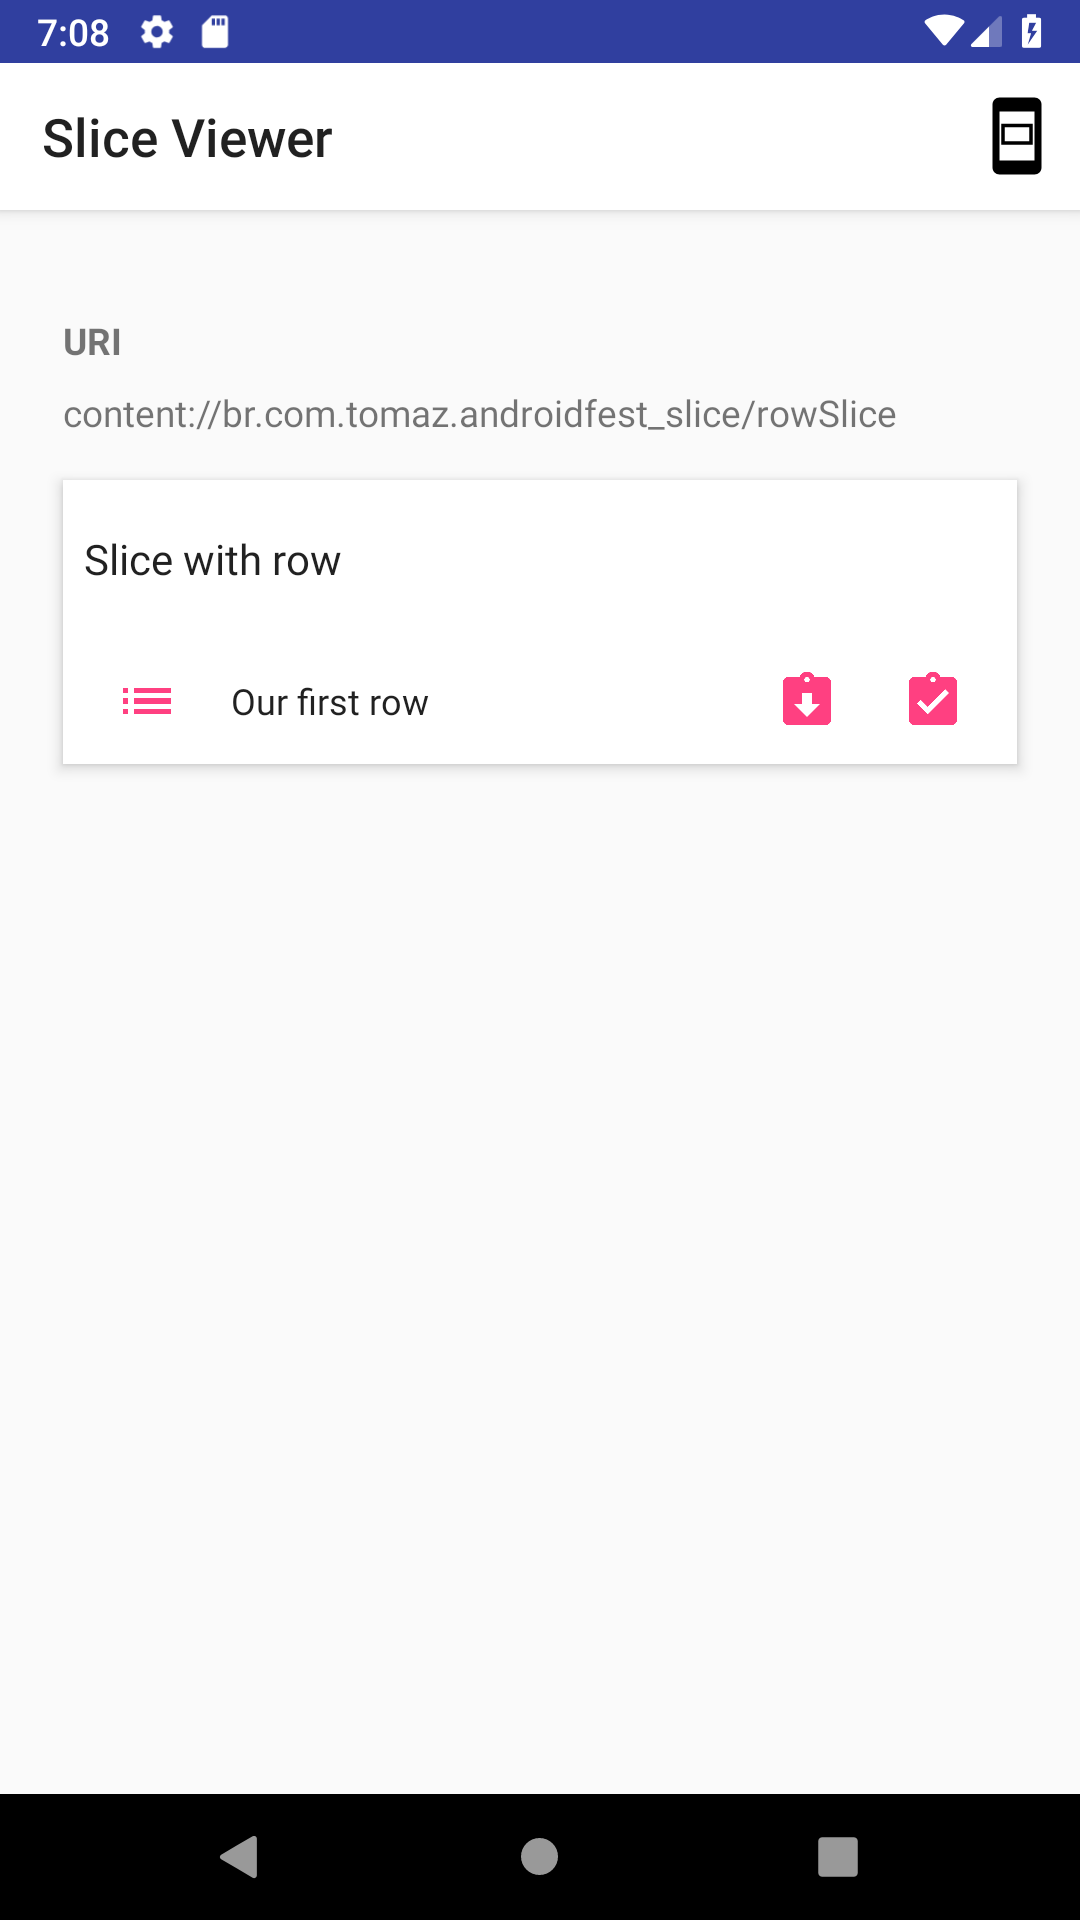 7:08
Slice Viewer
URI
content://br.com.tomaz.androidfest_slice/rowSlice
Slice with row
Our first row